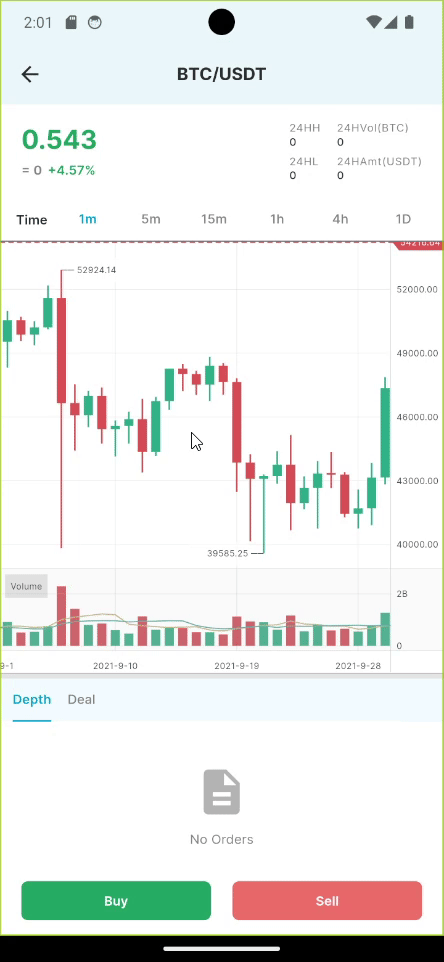 2:01
BTC/USDT
0.543
= 0 +4.57%
24HH 24HVol(BTC)
0 0
24HL 24HAmt(USDT)
0 0
Time 1m 5m 15m 1h 4h 1D
52924.14
52000.00
49000.00
46000.00
43000.00
39585.25
40000.00
Volume
2B
0
9-1 2021-9-10 2021-9-19 2021-9-28
Depth Deal
No Orders
Buy Sell